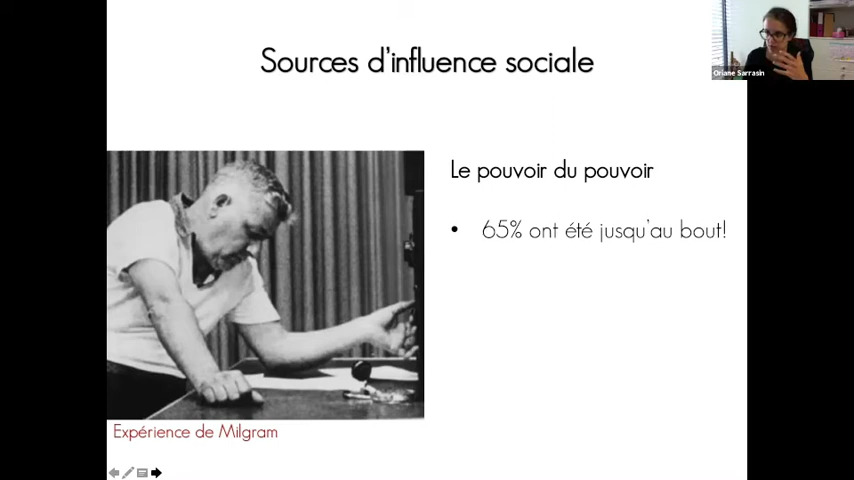 Sources d'influence sociale
Oriane Sarrasin
Le pouvoir du pouvoir
• 65% ont été jusqu'au bout!
Expérience de Milgram